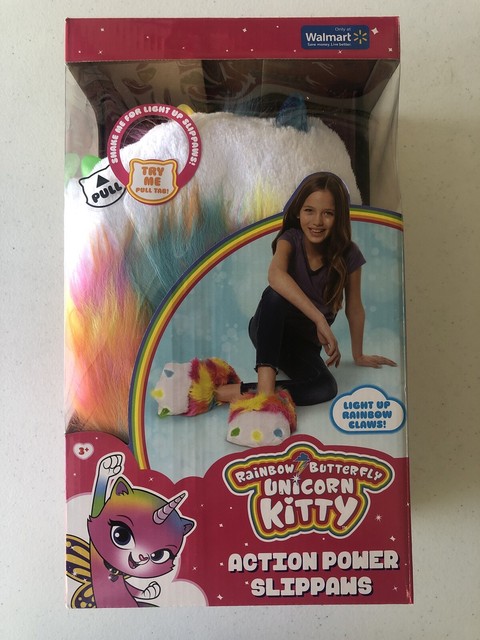 Only at
Walmart
Save money. Live better.
SHAKE ME FOR LIGHT UP SLIPPAWS!
TRY
ME
PULL TAG!
PULL
LIGHT UP
RAINBOW
CLAWS!
3+
RAINBOW BUTTERFLY
UNICORN
KITTY
ACTION POWER
SLIPPAWS